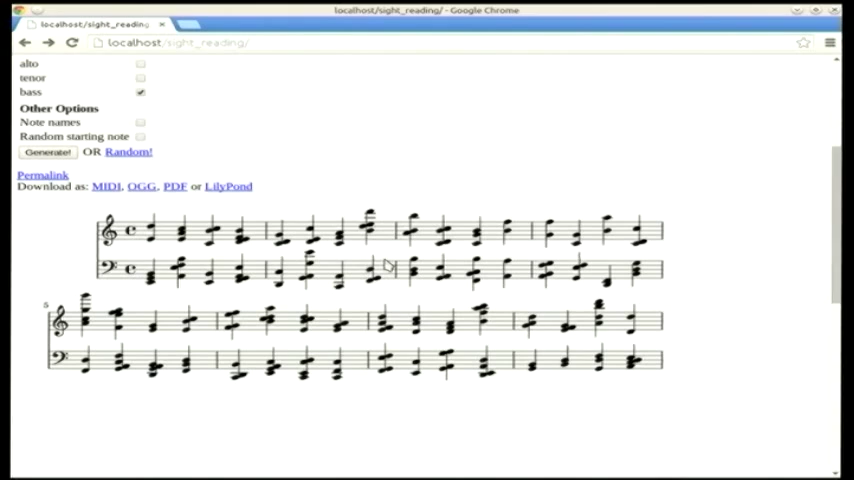 localhost/sight_reading/ - Google Chrome
localhost/sight_reading
localhost/sight_reading/
alto
tenor
bass
Other Options
Note names
Random starting note
Generate! OR Random!
Permalink
Download as: MIDI, OGG, PDF or LilyPond
5